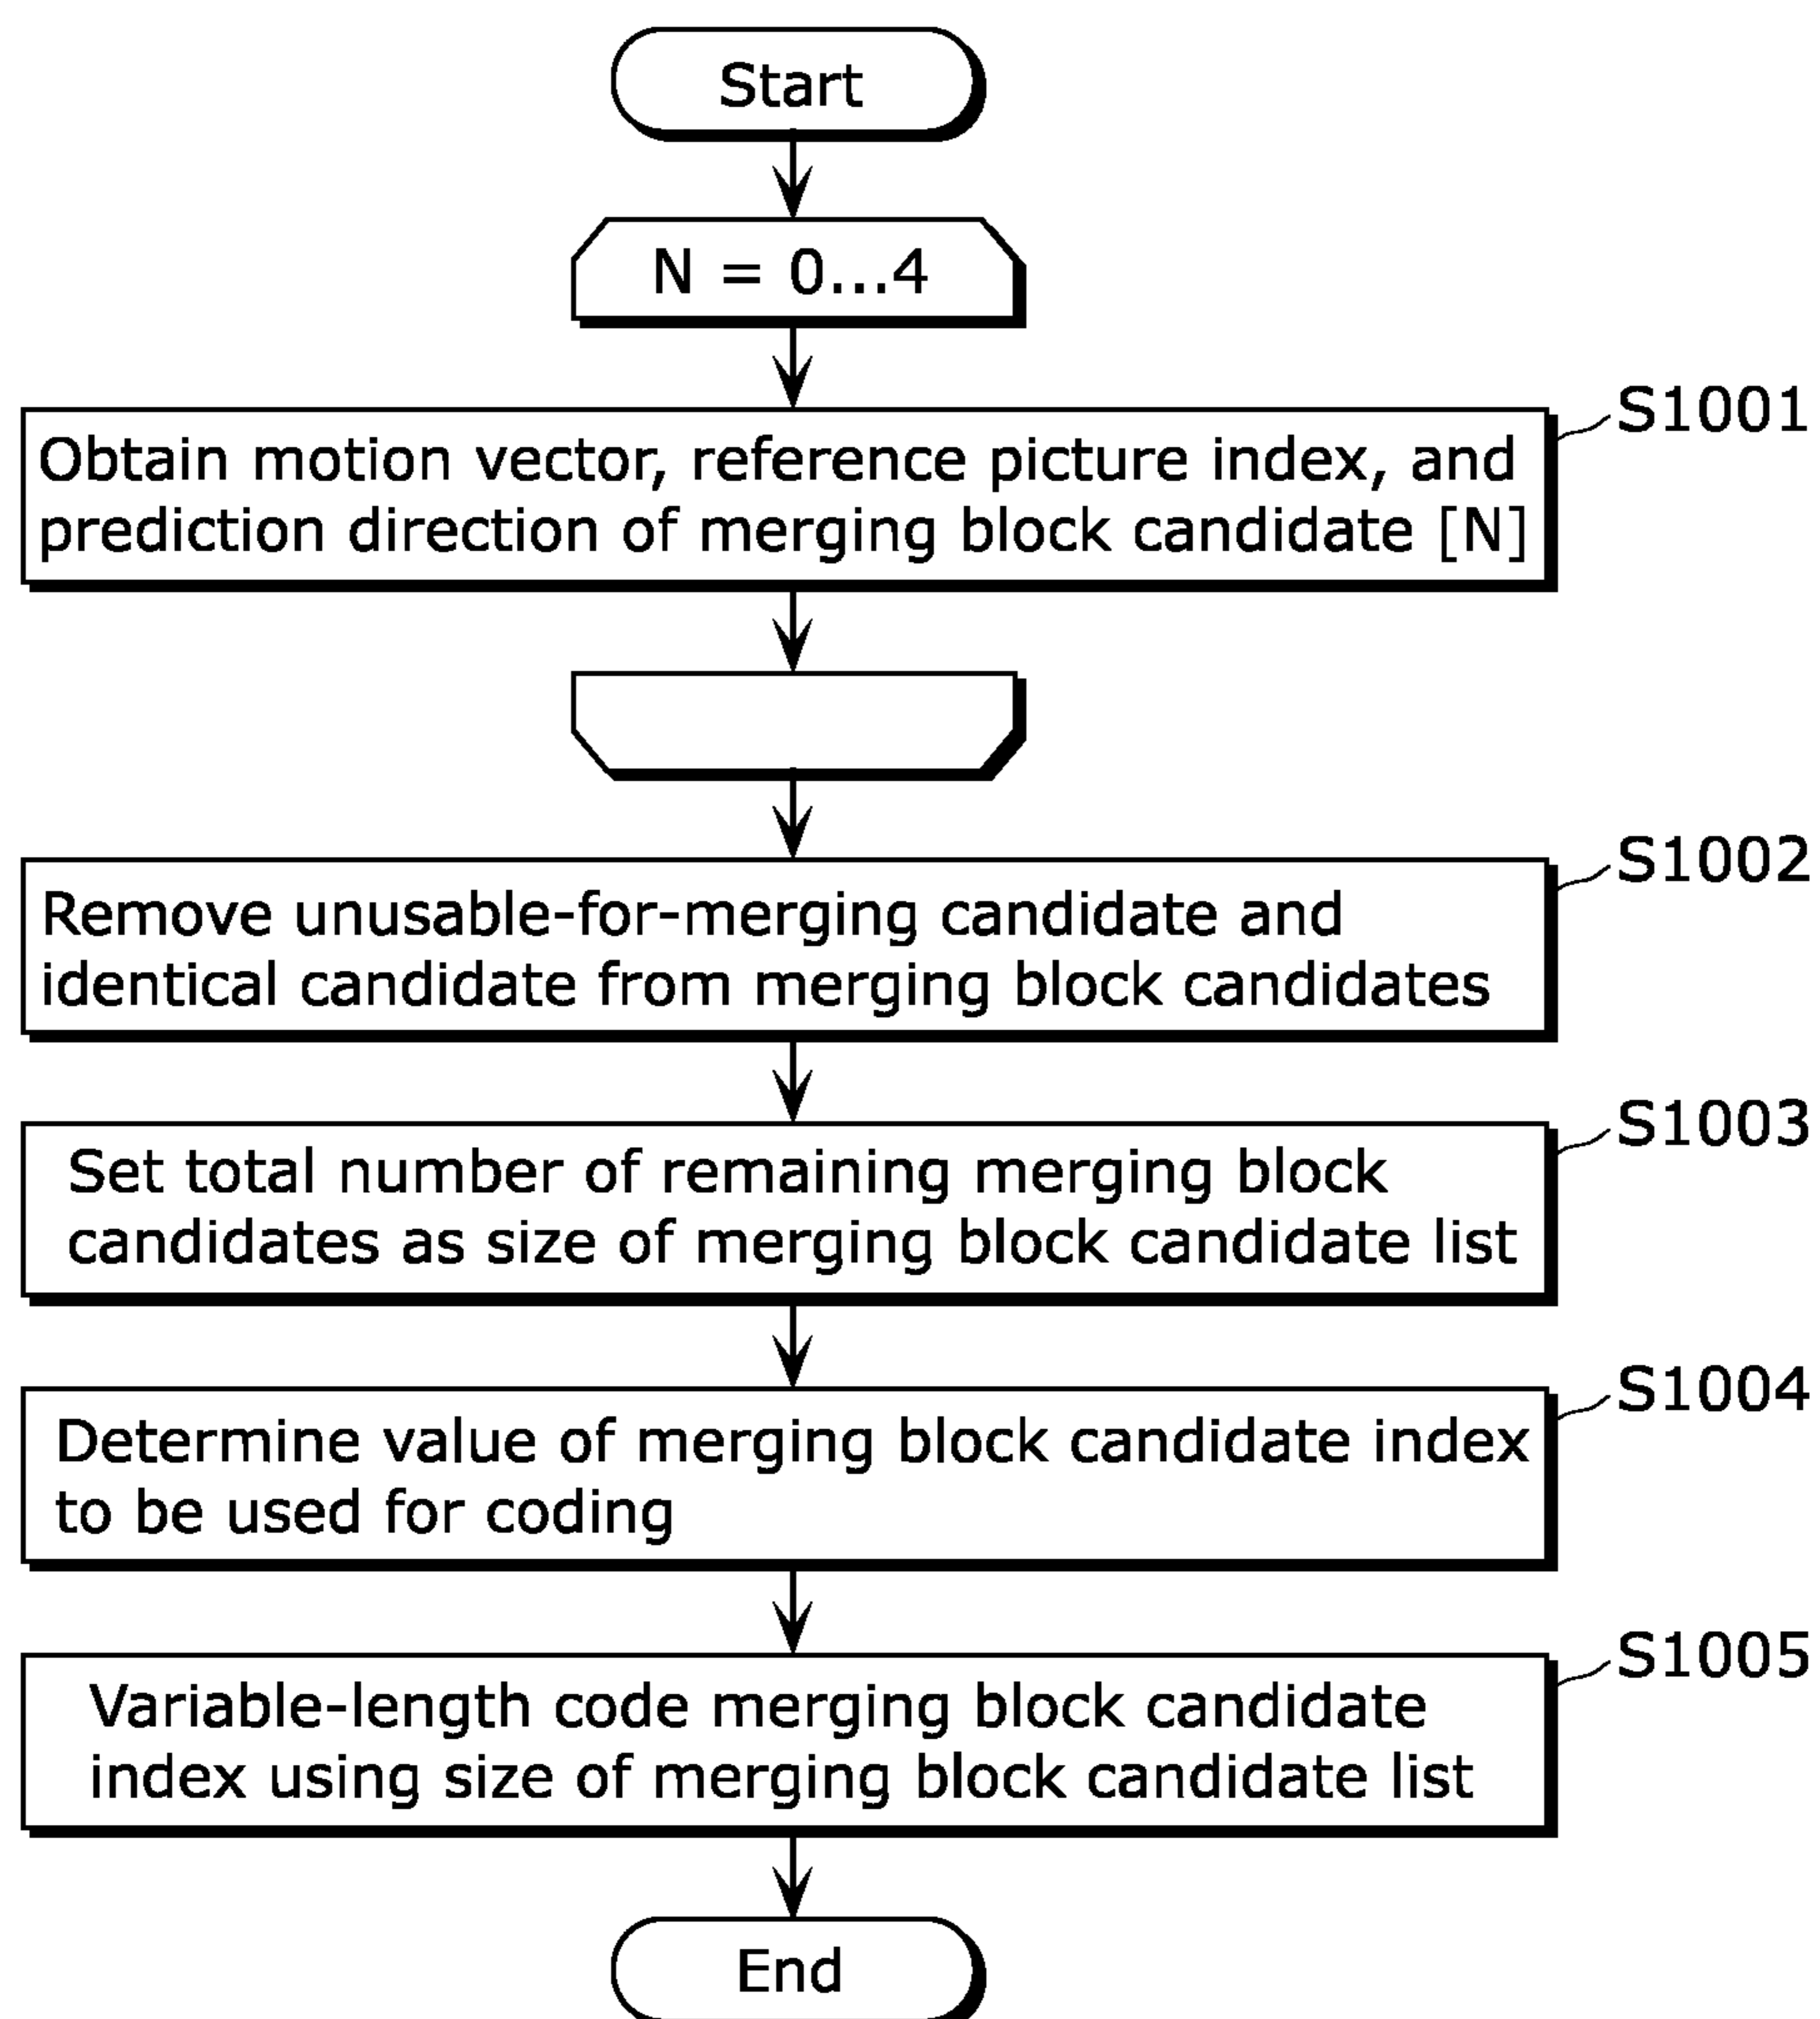 Start
N = 0...4
S1001
Obtain motion vector, reference picture index, and
prediction direction of merging block candidate [N]
S1002
Remove unusable-for-merging candidate and
identical candidate from merging block candidates
S1003
Set total number of remaining merging block
candidates as size of merging block candidate list
S1004
Determine value of merging block candidate index
to be used for coding
S1005
Variable-length code merging block candidate
index using size of merging block candidate list
End